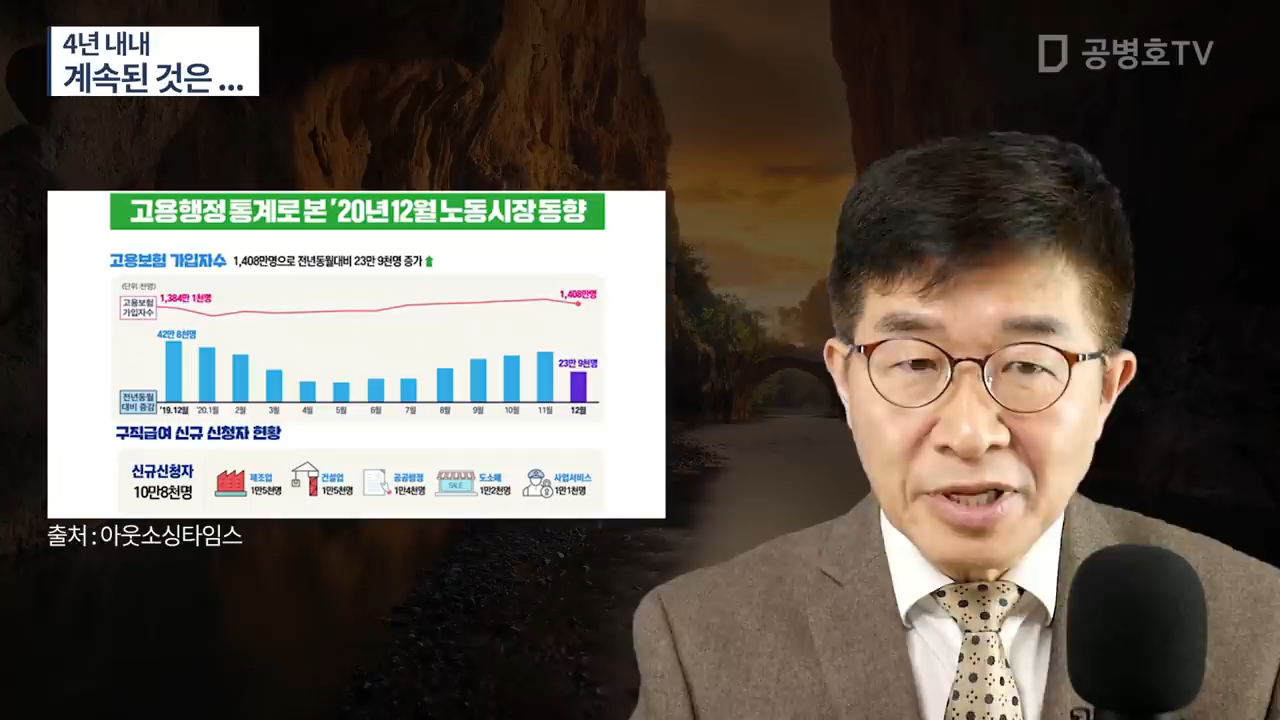 4년 내내
계속된 것은 ...
공병호TV
고용행정 통계로 본 '20년 12월 노동시장 동향
고용보험 가입자수 1,408만명으로 전년동월대비 23만 9천명 증가
(단위: 천명)
고용보험
가입자수
1,384만 1천명
1,408만명
42만 8천명
23만 9천명
전년동월
대비 증감
'19.12월 '20.1월 2월 3월 4월 5월 6월 7월 8월 9월 10월 11월 12월
구직급여 신규 신청자 현황
신규신청자
10만8천명
제조업
1만5천명
건설업
1만5천명
공공행정
1만4천명
SALE
도소매
1만2천명
사업서비스
1만1천명
출처 : 아웃소싱타임스